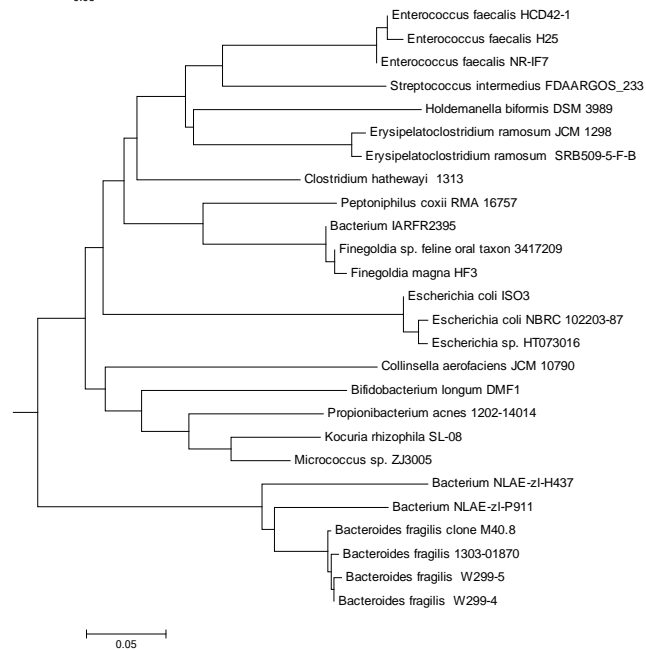 Enterococcus faecalis HCD42-1
Enterococcus faecalis H25
Enterococcus faecalis NR-IF7
Streptococcus intermedius FDAARGOS_233
Holdemanella biformis DSM 3989
Erysipelatoclostridium ramosum JCM 1298
Erysipelatoclostridium ramosum SRB509-5-F-B
Clostridium hathewayi 1313
Peptoniphilus coxii RMA 16757
Bacterium IARFR2395
Finegoldia sp. feline oral taxon 3417209
Finegoldia magna HF3
Escherichia coli ISO3
Escherichia coli NBRC 102203-87
Escherichia sp. HT073016
Collinsella aerofaciens JCM 10790
Bifidobacterium longum DMF1
Propionibacterium acnes 1202-14014
Kocuria rhizophila SL-08
Micrococcus sp. ZJ3005
Bacterium NLAE-zl-H437
Bacterium NLAE-zl-P911
Bacteroides fragilis clone M40.8
Bacteroides fragilis 1303-01870
Bacteroides fragilis W299-5
Bacteroides fragilis W299-4
0.05